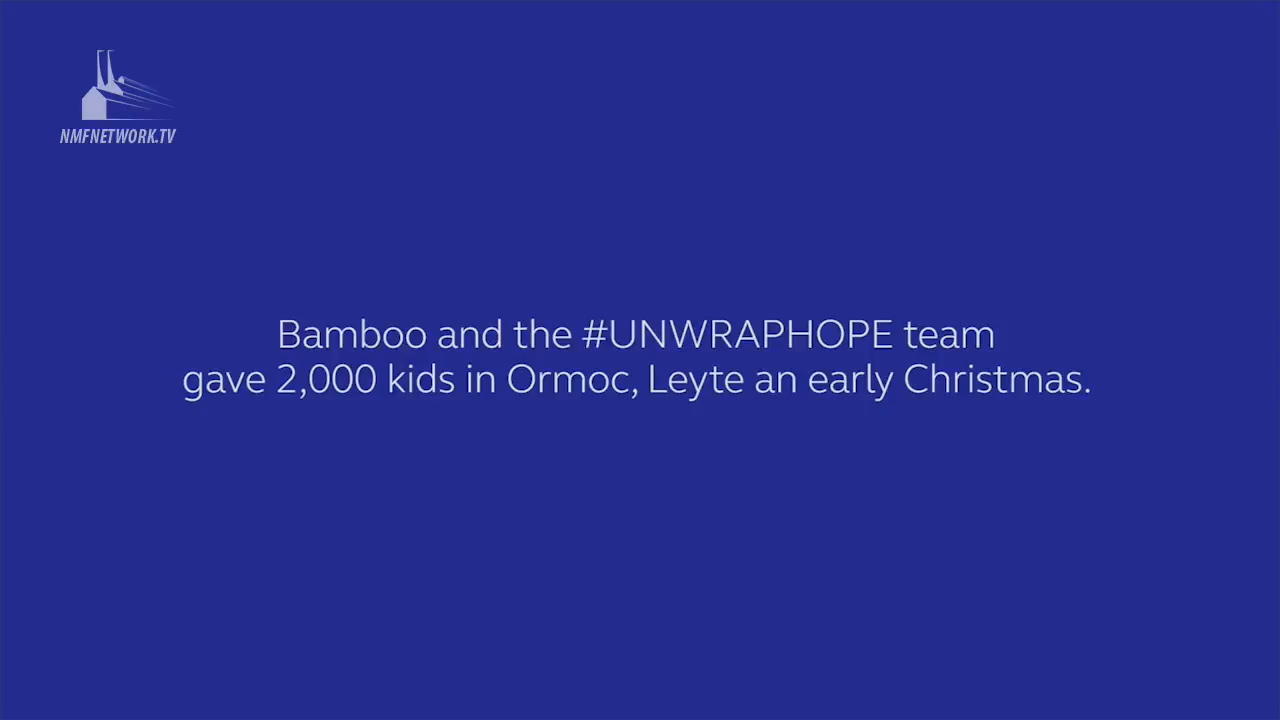 NMFNETWORK.TV
Bamboo and the #UNWRAPHOPE team
gave 2,000 kids in Ormoc, Leyte an early Christmas.